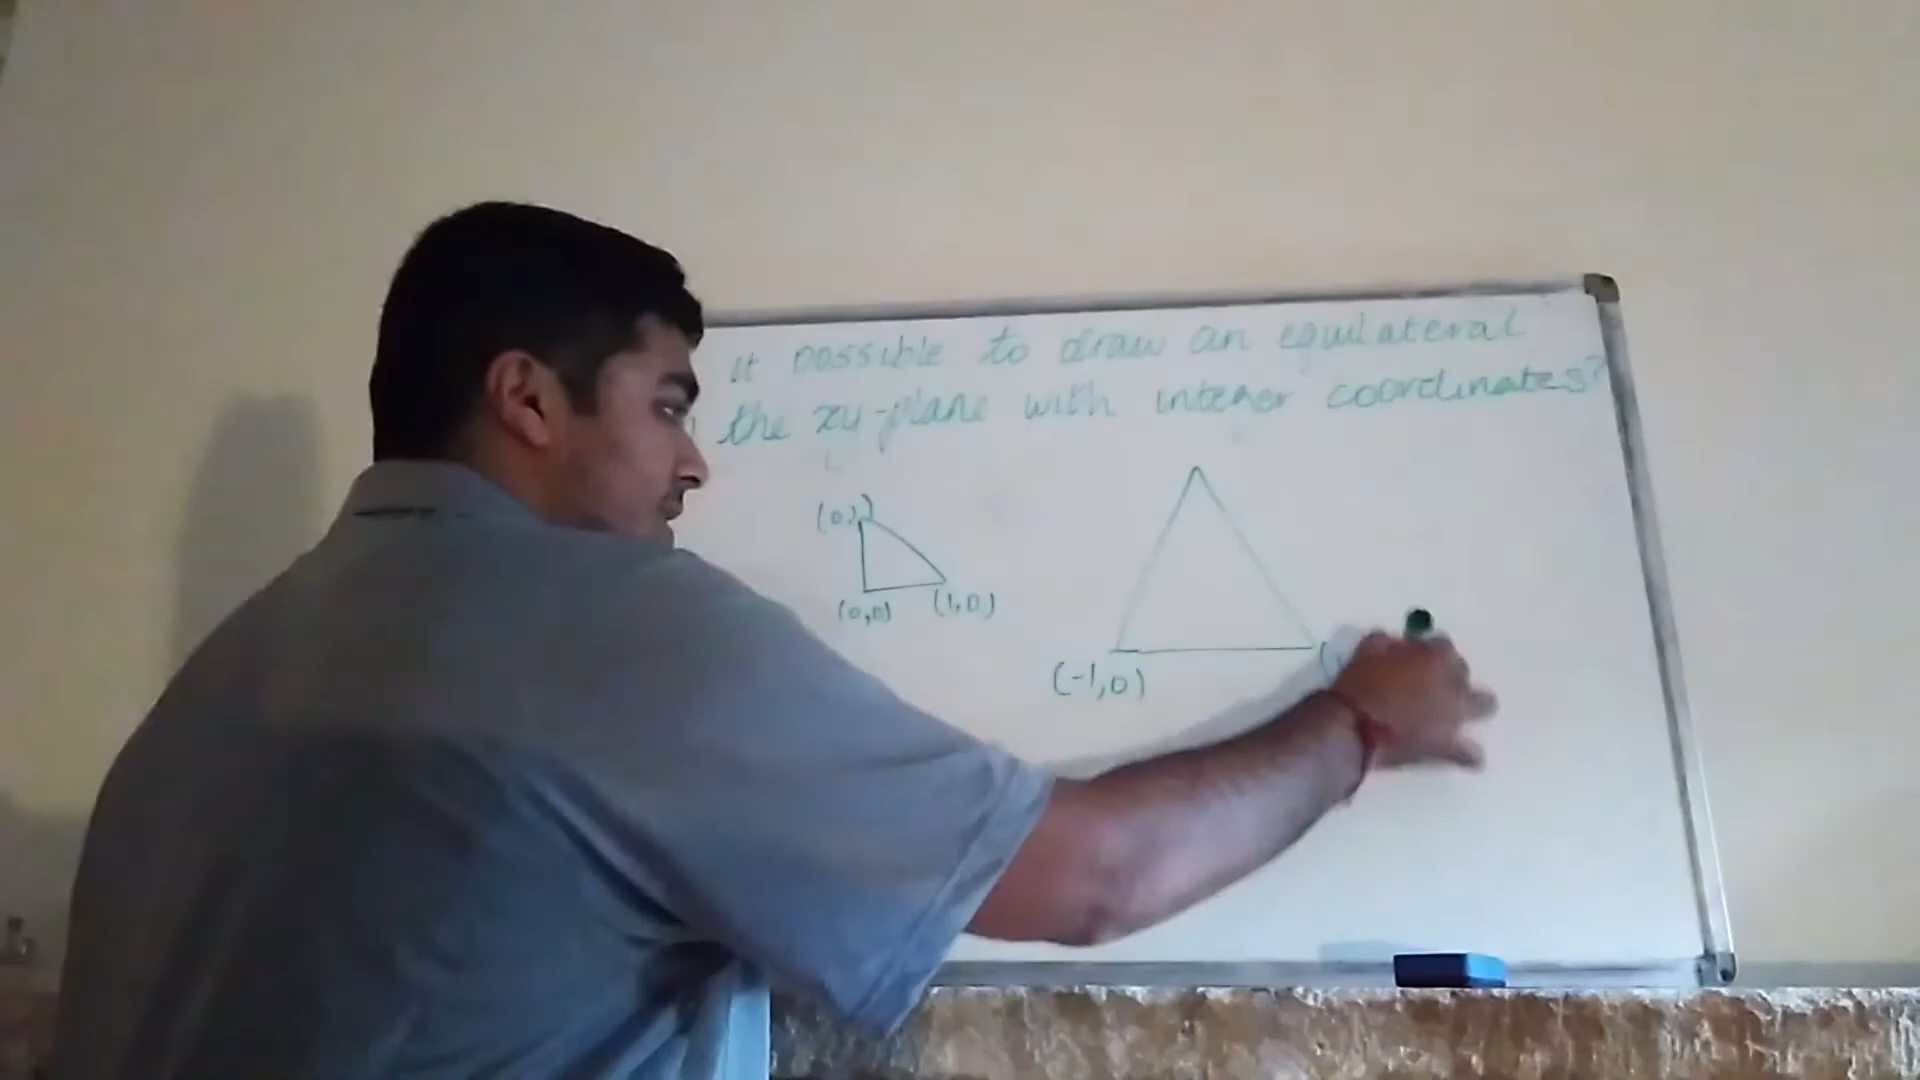 it possible to draw an equilateral
the xy-plane with integer coordinates?
(0,1)
(0,0) (1,0)
(-1,0)